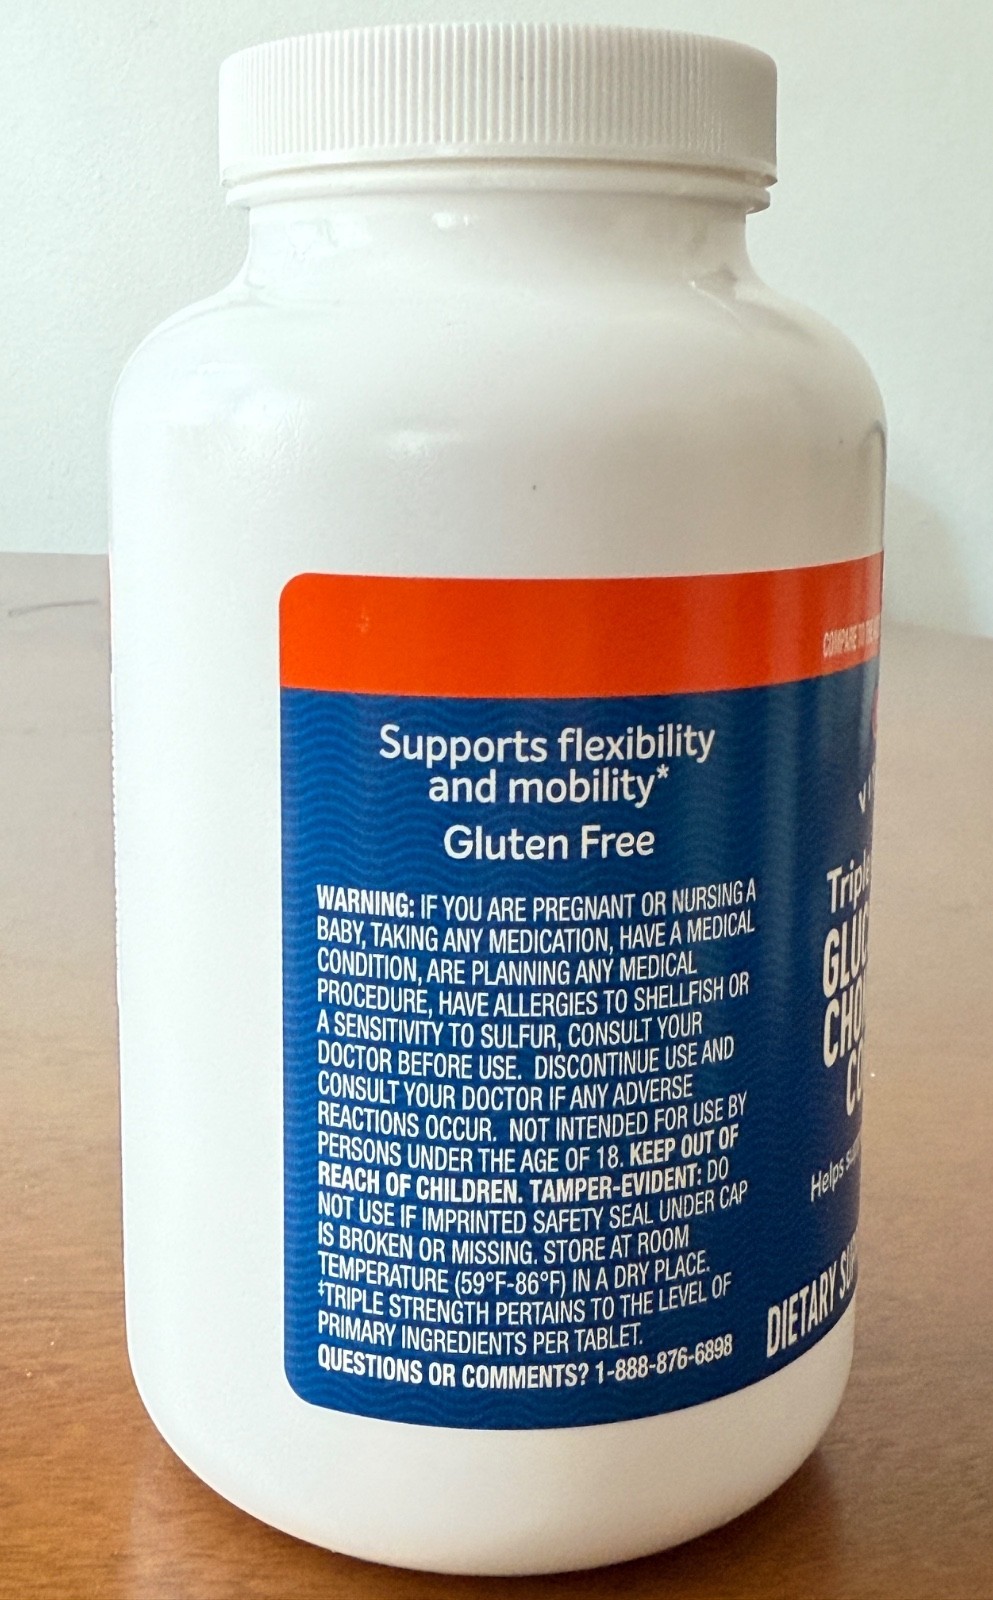 Supports flexibility
and mobility*
Gluten Free
WARNING: IF YOU ARE PREGNANT OR NURSING A
BABY, TAKING ANY MEDICATION, HAVE A MEDICAL
CONDITION, ARE PLANNING ANY MEDICAL
PROCEDURE, HAVE ALLERGIES TO SHELLFISH OR
A SENSITIVITY TO SULFUR, CONSULT YOUR
DOCTOR BEFORE USE. DISCONTINUE USE AND
CONSULT YOUR DOCTOR IF ANY ADVERSE
REACTIONS OCCUR. NOT INTENDED FOR USE BY
PERSONS UNDER THE AGE OF 18. KEEP OUT OF
REACH OF CHILDREN. TAMPER-EVIDENT: DO
NOT USE IF IMPRINTED SAFETY SEAL UNDER CAP
IS BROKEN OR MISSING. STORE AT ROOM
TEMPERATURE (59°F-86°F) IN A DRY PLACE.
‡TRIPLE STRENGTH PERTAINS TO THE LEVEL OF
PRIMARY INGREDIENTS PER TABLET.
QUESTIONS OR COMMENTS? 1-888-876-6898
COMPARE TO
Triple
Helps
DIETARY